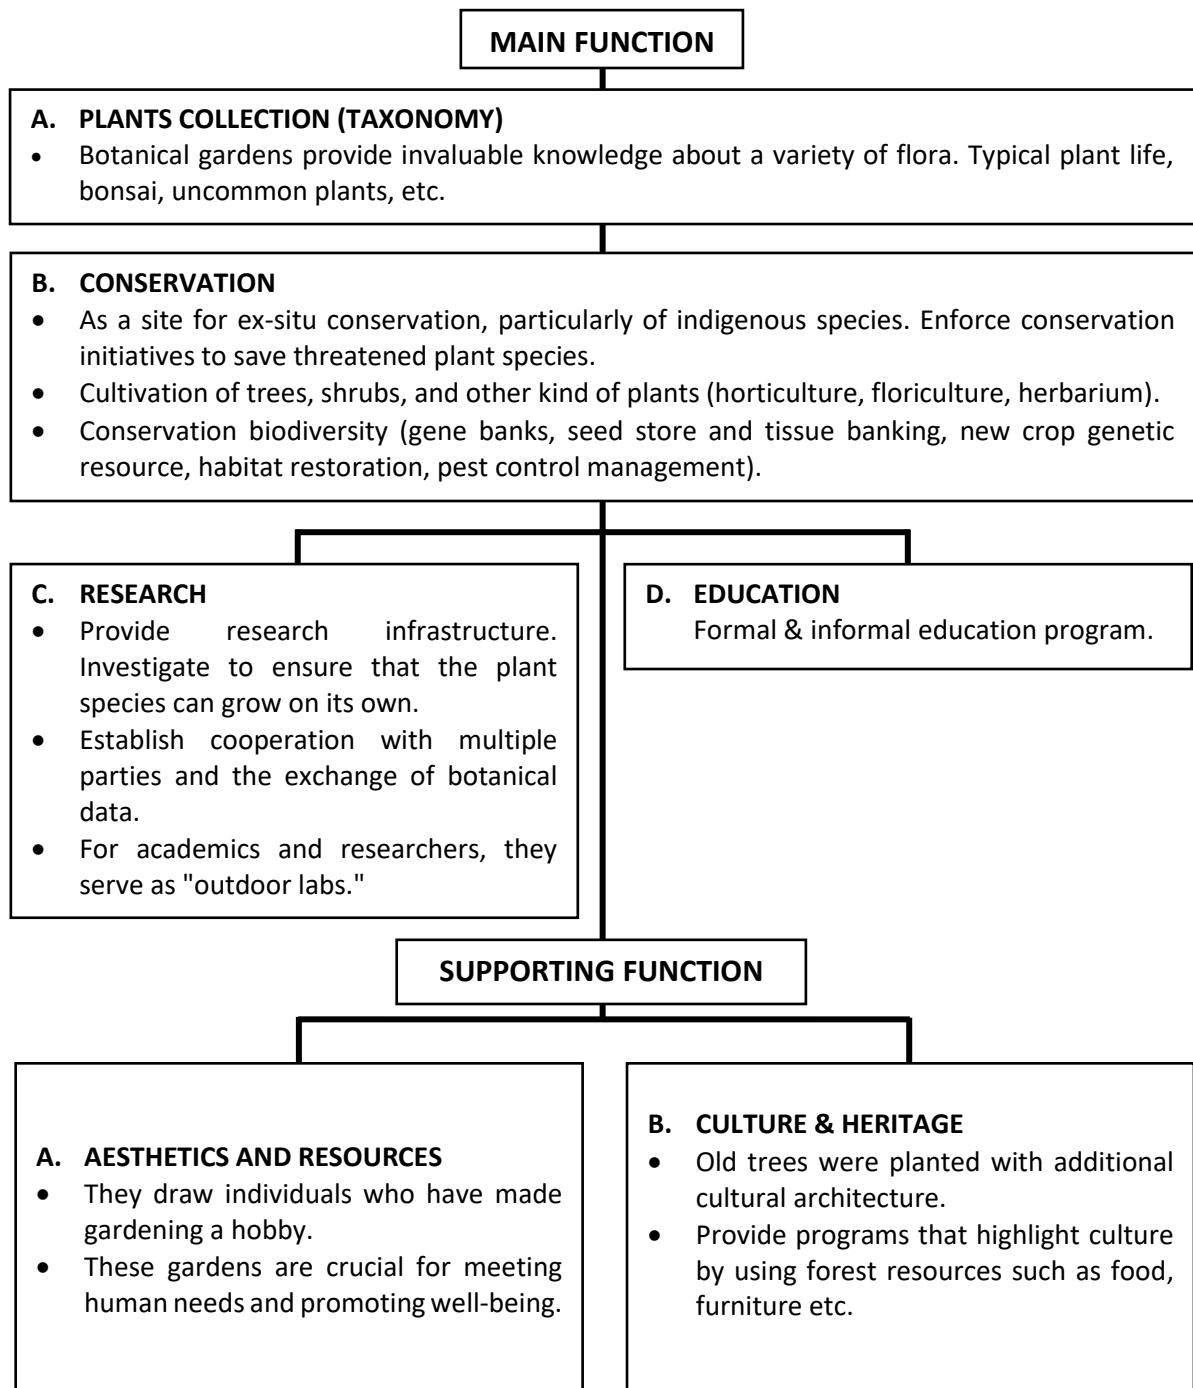 MAIN FUNCTION
A. PLANTS COLLECTION (TAXONOMY)
• Botanical gardens provide invaluable knowledge about a variety of flora. Typical plant life,
bonsai, uncommon plants, etc.
B. CONSERVATION
• As a site for ex-situ conservation, particularly of indigenous species. Enforce conservation
initiatives to save threatened plant species.
• Cultivation of trees, shrubs, and other kind of plants (horticulture, floriculture, herbarium).
• Conservation biodiversity (gene banks, seed store and tissue banking, new crop genetic
resource, habitat restoration, pest control management).
C. RESEARCH
• Provide research infrastructure.
Investigate to ensure that the plant
species can grow on its own.
• Establish cooperation with multiple
parties and the exchange of botanical
data.
• For academics and researchers, they
serve as "outdoor labs."
D. EDUCATION
Formal & informal education program.
SUPPORTING FUNCTION
A. AESTHETICS AND RESOURCES
• They draw individuals who have made
gardening a hobby.
• These gardens are crucial for meeting
human needs and promoting well-being.
B. CULTURE & HERITAGE
• Old trees were planted with additional
cultural architecture.
• Provide programs that highlight culture
by using forest resources such as food,
furniture etc.